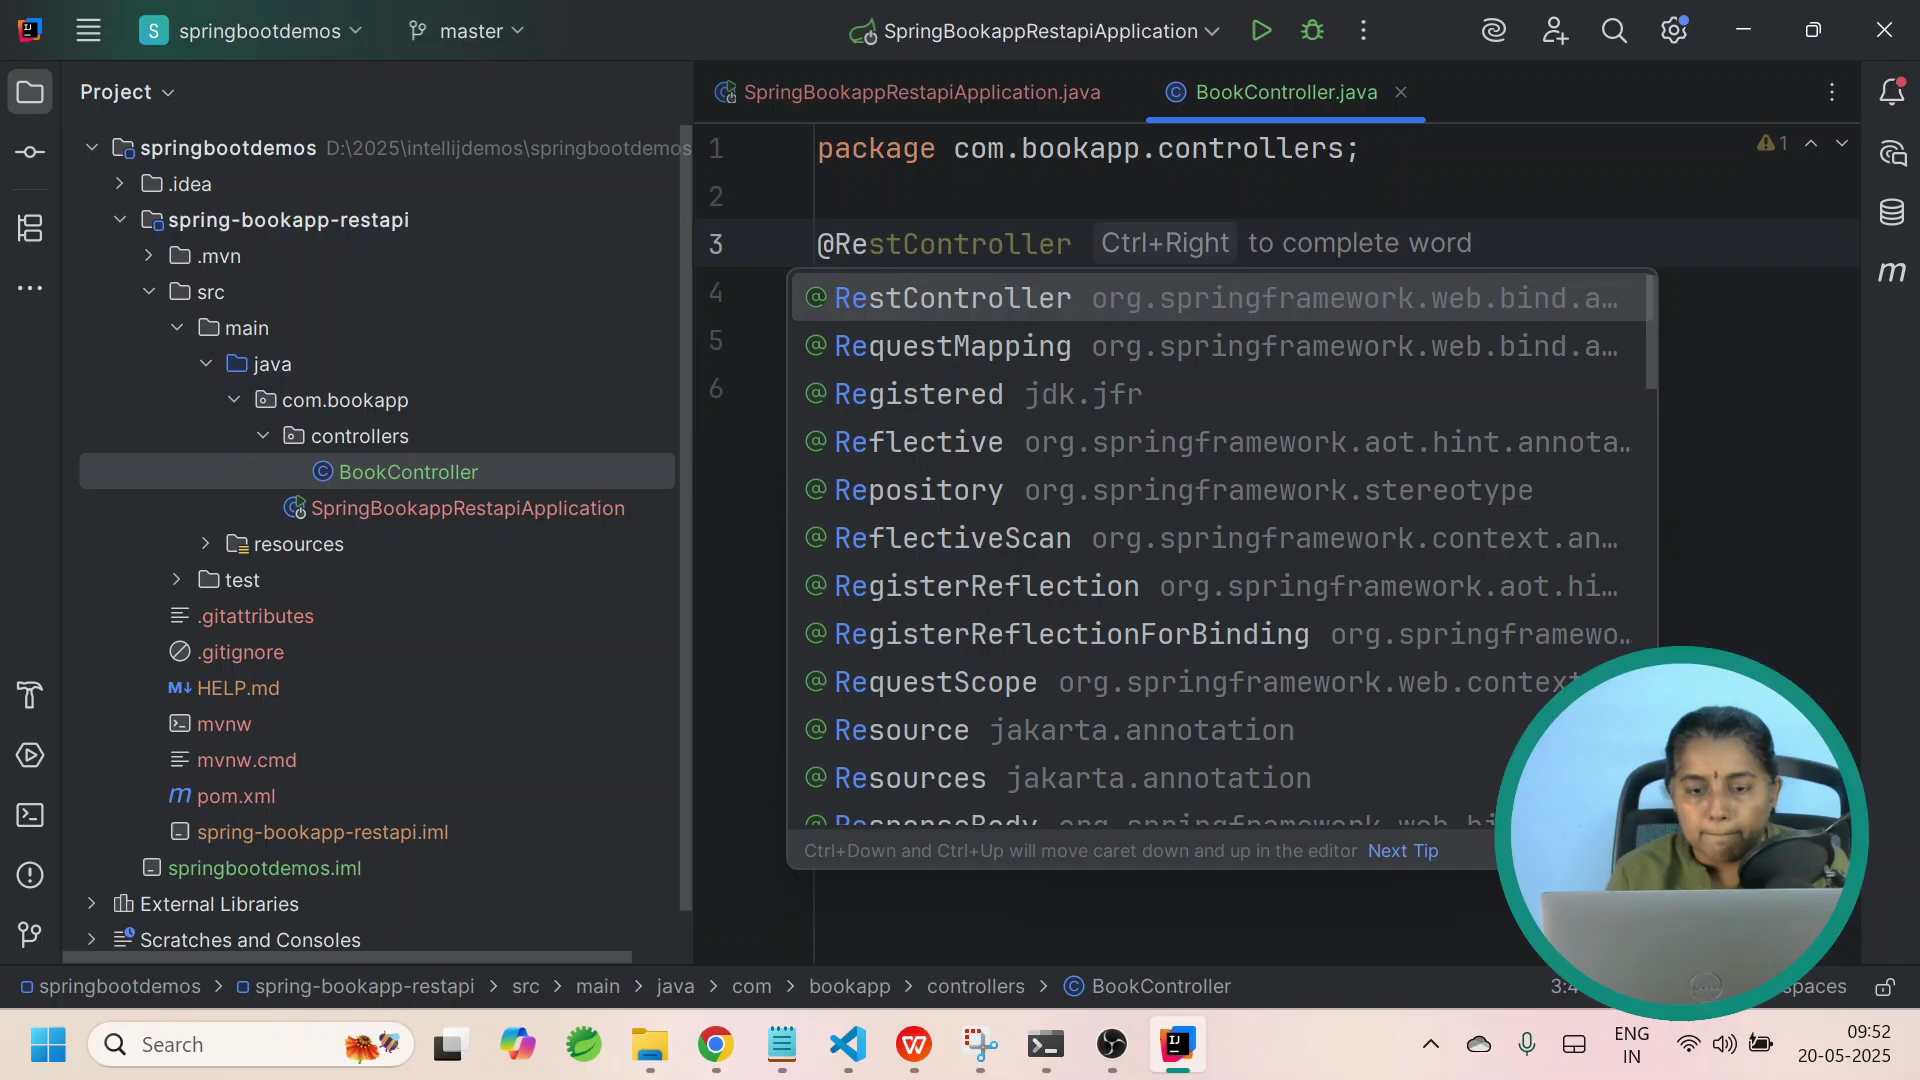 S springbootdemos
master
SpringBookappRestapiApplication
Project
SpringBookappRestapiApplication.java
BookController.java
springbootdemos D:\2025\intellijdemos\springbootdemos
.idea
spring-bookapp-restapi
.mvn
src
main
java
com.bookapp
controllers
BookController
SpringBookappRestapiApplication
resources
test
.gitattributes
.gitignore
M↓ HELP.md
mvnw
mvnw.cmd
m pom.xml
spring-bookapp-restapi.iml
springbootdemos.iml
External Libraries
Scratches and Consoles
1 package com.bookapp.controllers;
1
2
3 @RestController Ctrl+Right to complete word
4
5
6
RestController org.springframework.web.bind.a…
RequestMapping org.springframework.web.bind.a…
Registered jdk.jfr
Reflective org.springframework.aot.hint.annota…
Repository org.springframework.stereotype
ReflectiveScan org.springframework.context.an…
RegisterReflection org.springframework.aot.hi…
RegisterReflectionForBinding org.springframewo…
RequestScope org.springframework.web.context
Resource jakarta.annotation
Resources jakarta.annotation
Ctrl+Down and Ctrl+Up will move caret down and up in the editor Next Tip
springbootdemos > spring-bookapp-restapi > src > main > java > com > bookapp > controllers > BookController
spaces
Search
ENG
IN
09:52
20-05-2025